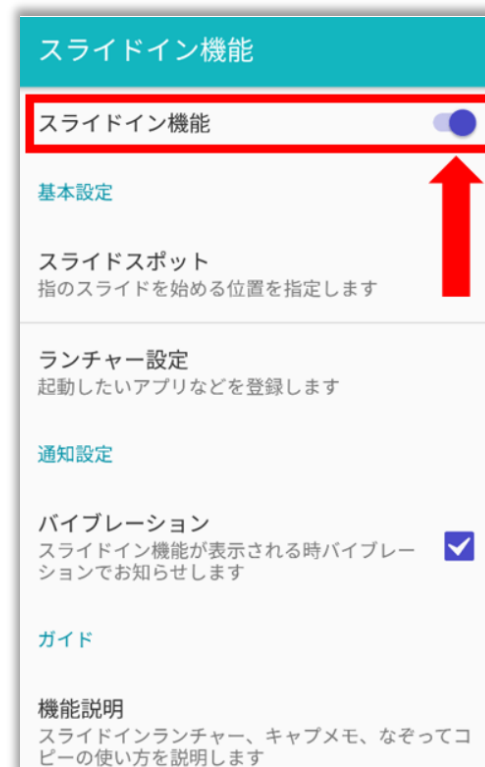 スライドイン機能
スライドイン機能
基本設定
スライドスポット
指のスライドを始める位置を指定します
ランチャー設定
起動したいアプリなどを登録します
通知設定
バイブレーション
スライドイン機能が表示される時バイブレー
ションでお知らせします
ガイド
機能説明
スライドインランチャー、キャプメモ、なぞってコ
ピーの使い方を説明します